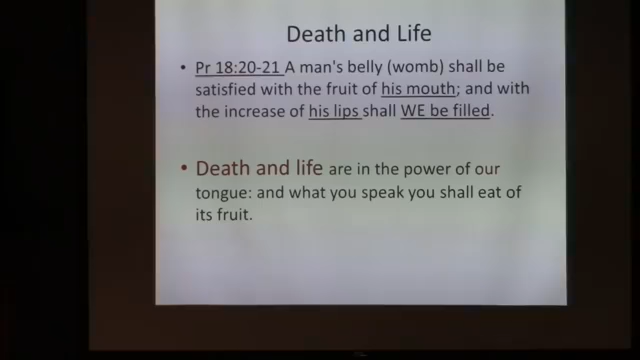 Death and Life
• Pr 18:20-21 A man's belly (womb) shall be
satisfied with the fruit of his mouth; and with
the increase of his lips shall WE be filled.
• Death and life are in the power of our
tongue: and what you speak you shall eat of
its fruit.